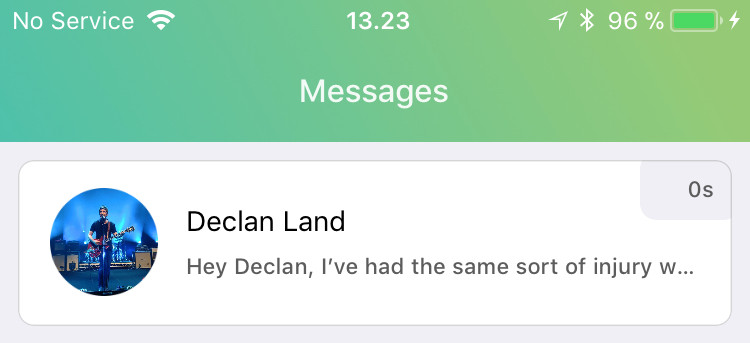 No Service 13.23 96 %
Messages
0s
Declan Land
Hey Declan, I've had the same sort of injury w...